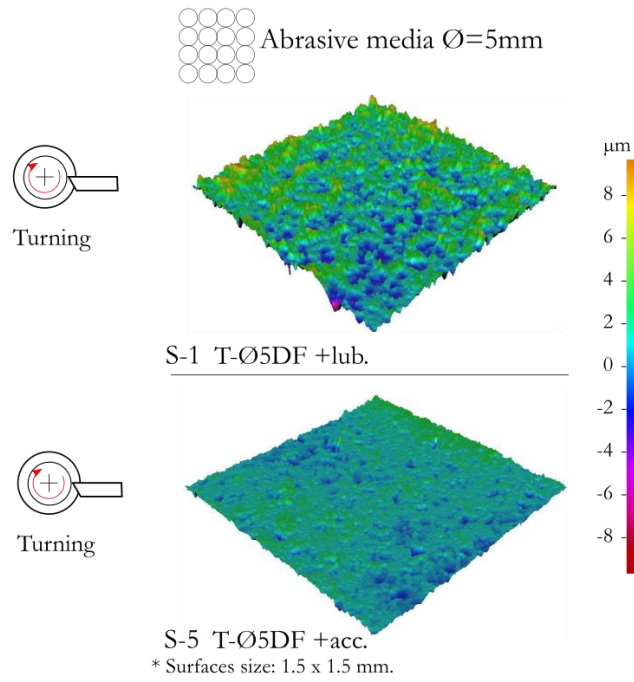 Abrasive media Ø=5mm
Turning
S-1 T-Ø5DF +lub.
μm
8
6
4
2
0
-2
-4
-6
-8
Turning
S-5 T-Ø5DF +acc.
* Surfaces size: 1.5 x 1.5 mm.